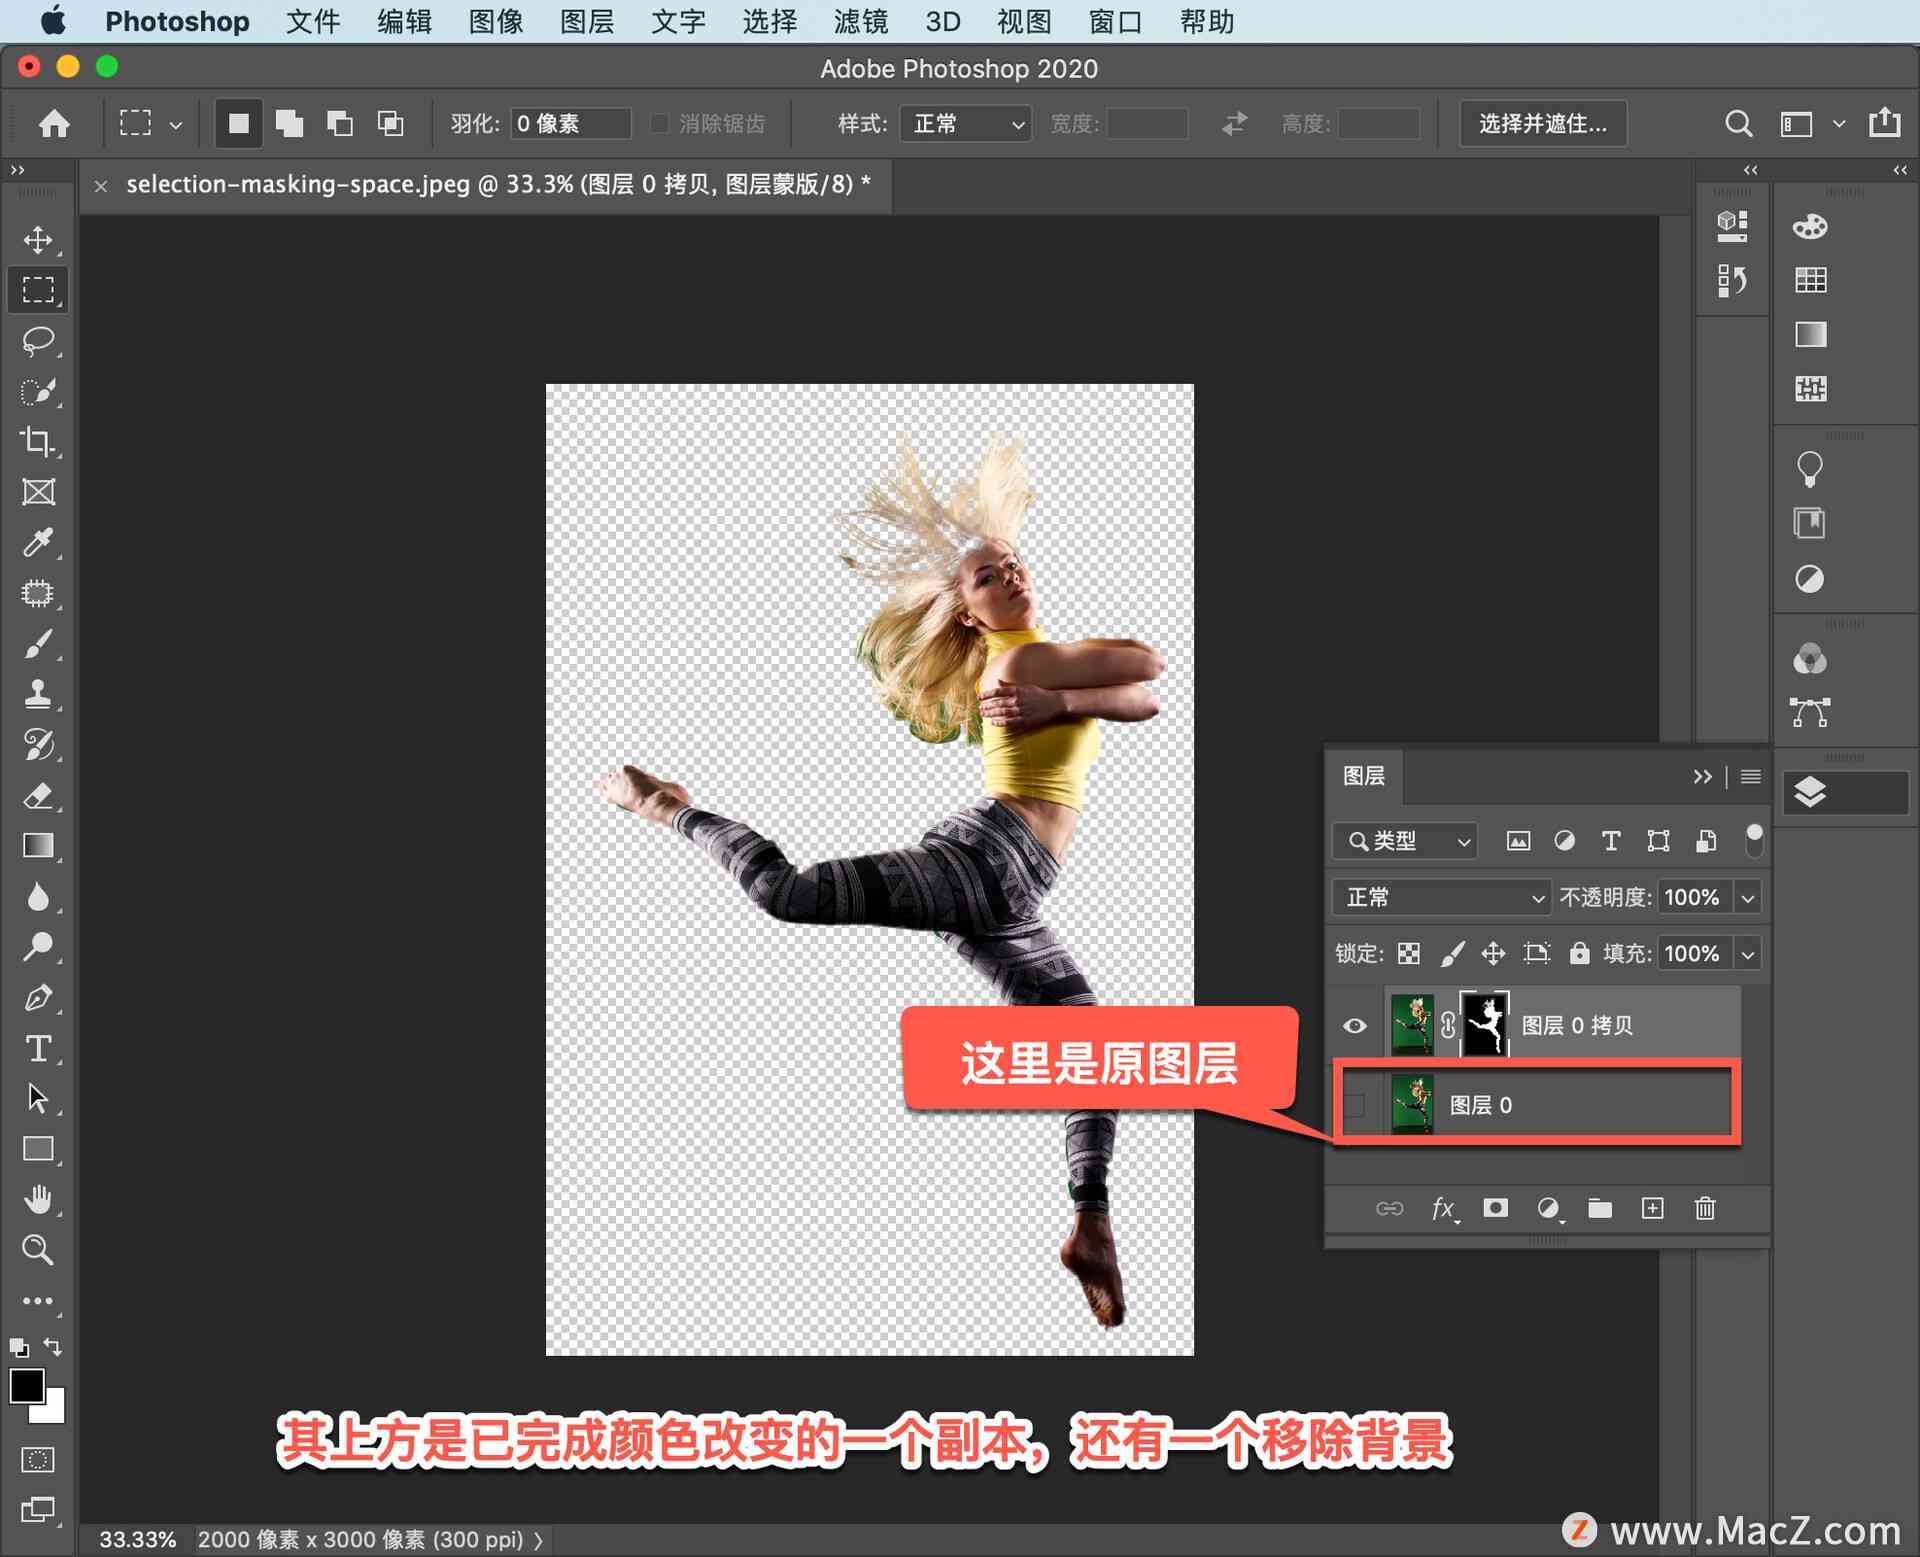 Photoshop 文件 编辑 图像 图层 文字 选择 滤镜 3D 视图 窗口 帮助
Adobe Photoshop 2020
羽化: 0 像素 消除锯齿 样式: 正常 宽度: 高度: 选择并遮住...
selection-masking-space.jpeg @ 33.3% (图层 0 拷贝, 图层蒙版/8) *
图层
类型
正常 不透明度: 100%
锁定: 填充: 100%
图层 0 拷贝
这里是原图层
图层 0
fx
其上方是已完成颜色改变的一个副本，还有一个移除背景
33.33% 2000 像素 x 3000 像素 (300 ppi)
Z www.MacZ.com